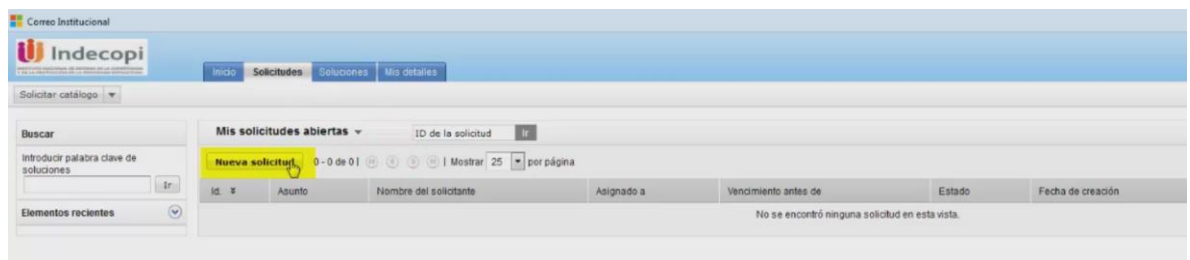 Correo Institucional
Indecopi
Inicio Solicitudes Soluciones Mis detalles
Solicitar catálogo
Buscar
Introducir palabra clave de
soluciones
Ir
Elementos recientes
Mis solicitudes abiertas ID de la solicitud Ir
Nueva solicitud 0 - 0 de 0 | | Mostrar 25 por página
Id. Asunto Nombre del solicitante Asignado a Vencimiento antes de Estado Fecha de creación
No se encontró ninguna solicitud en esta vista.